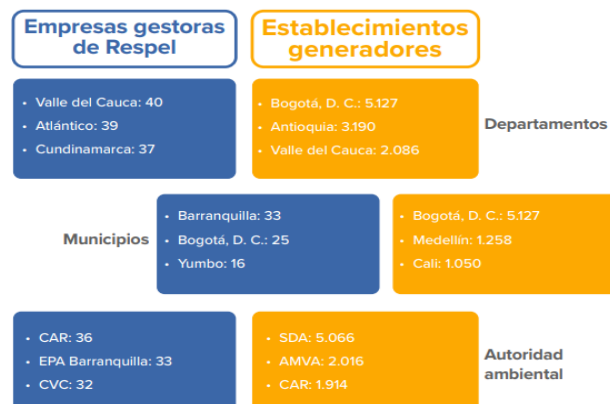 Empresas gestoras
de Respel
Establecimientos
generadores
• Valle del Cauca: 40
• Atlántico: 39
• Cundinamarca: 37
• Bogotá, D. C.: 5.127
• Antioquia: 3.190
• Valle del Cauca: 2.086
Departamentos
Municipios
• Barranquilla: 33
• Bogotá, D. C.: 25
• Yumbo: 16
• Bogotá, D. C.: 5.127
• Medellín: 1.258
• Cali: 1.050
• CAR: 36
• EPA Barranquilla: 33
• CVC: 32
• SDA: 5.066
• AMVA: 2.016
• CAR: 1.914
Autoridad
ambiental